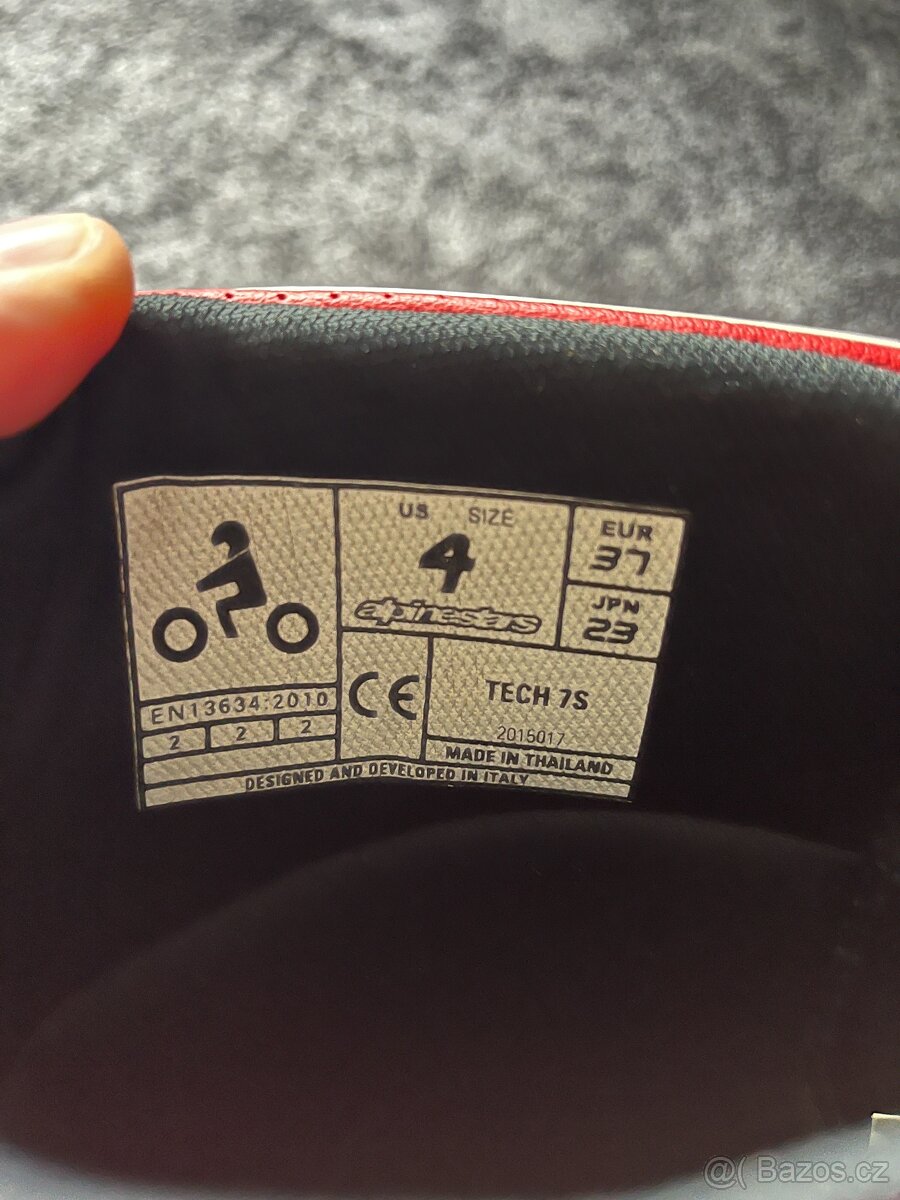 US SIZE
4
alpinestars
EUR
37
JPN
23
EN13634:2010
2 2 2
CE
TECH 7S
2015017
MADE IN THAILAND
DESIGNED AND DEVELOPED IN ITALY
@( Bazos.cz